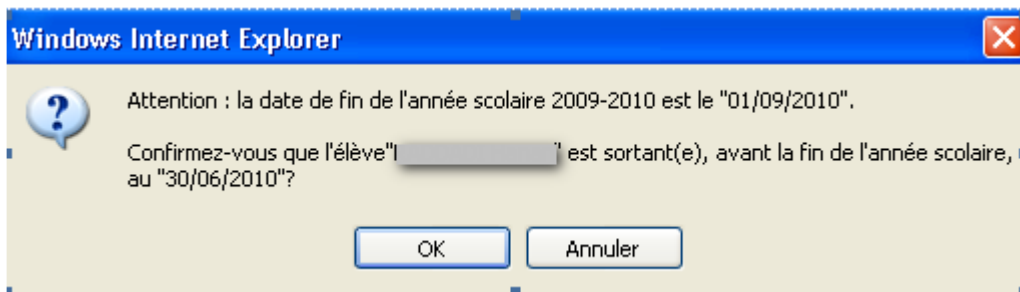 Windows Internet Explorer
Attention : la date de fin de l'année scolaire 2009-2010 est le "01/09/2010".
Confirmez-vous que l'élève" " est sortant(e), avant la fin de l'année scolaire,
au "30/06/2010"?
OK
Annuler